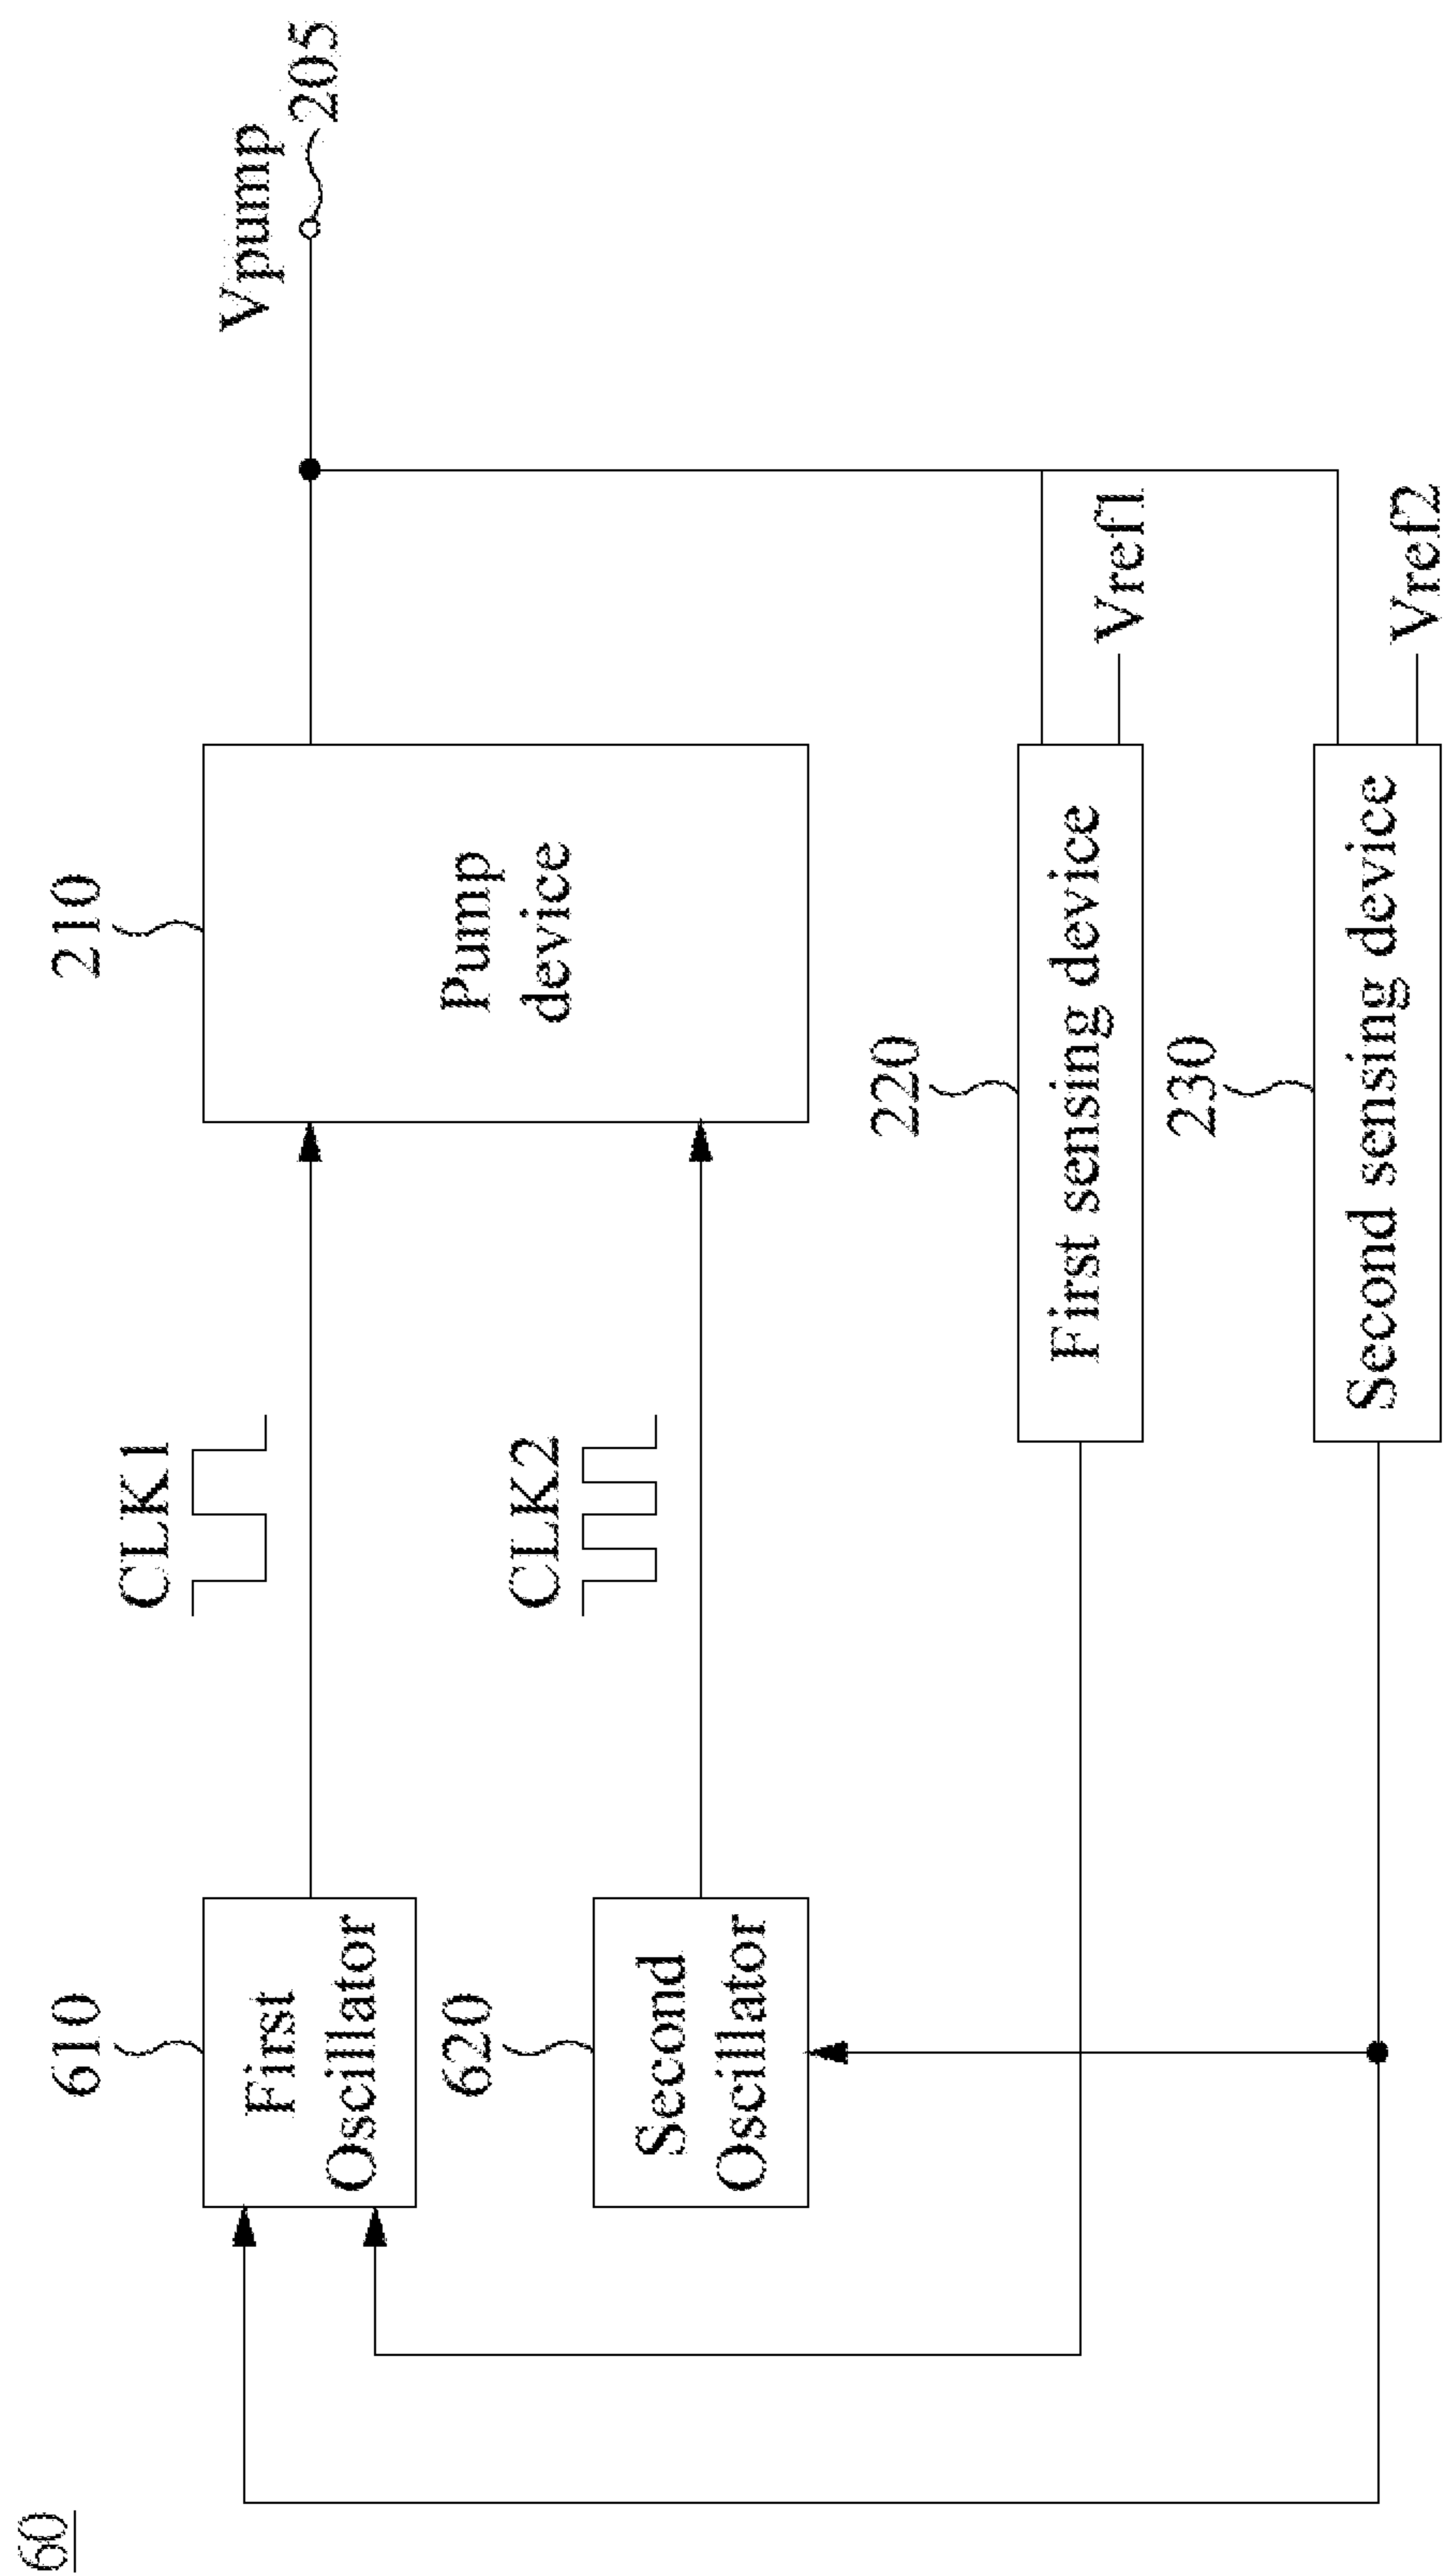 60
610
First
Oscillator
CLK1
210
Pump
device
Vpump
205
620
Second
Oscillator
CLK2
220
First sensing device
Vref1
230
Second sensing device
Vref2